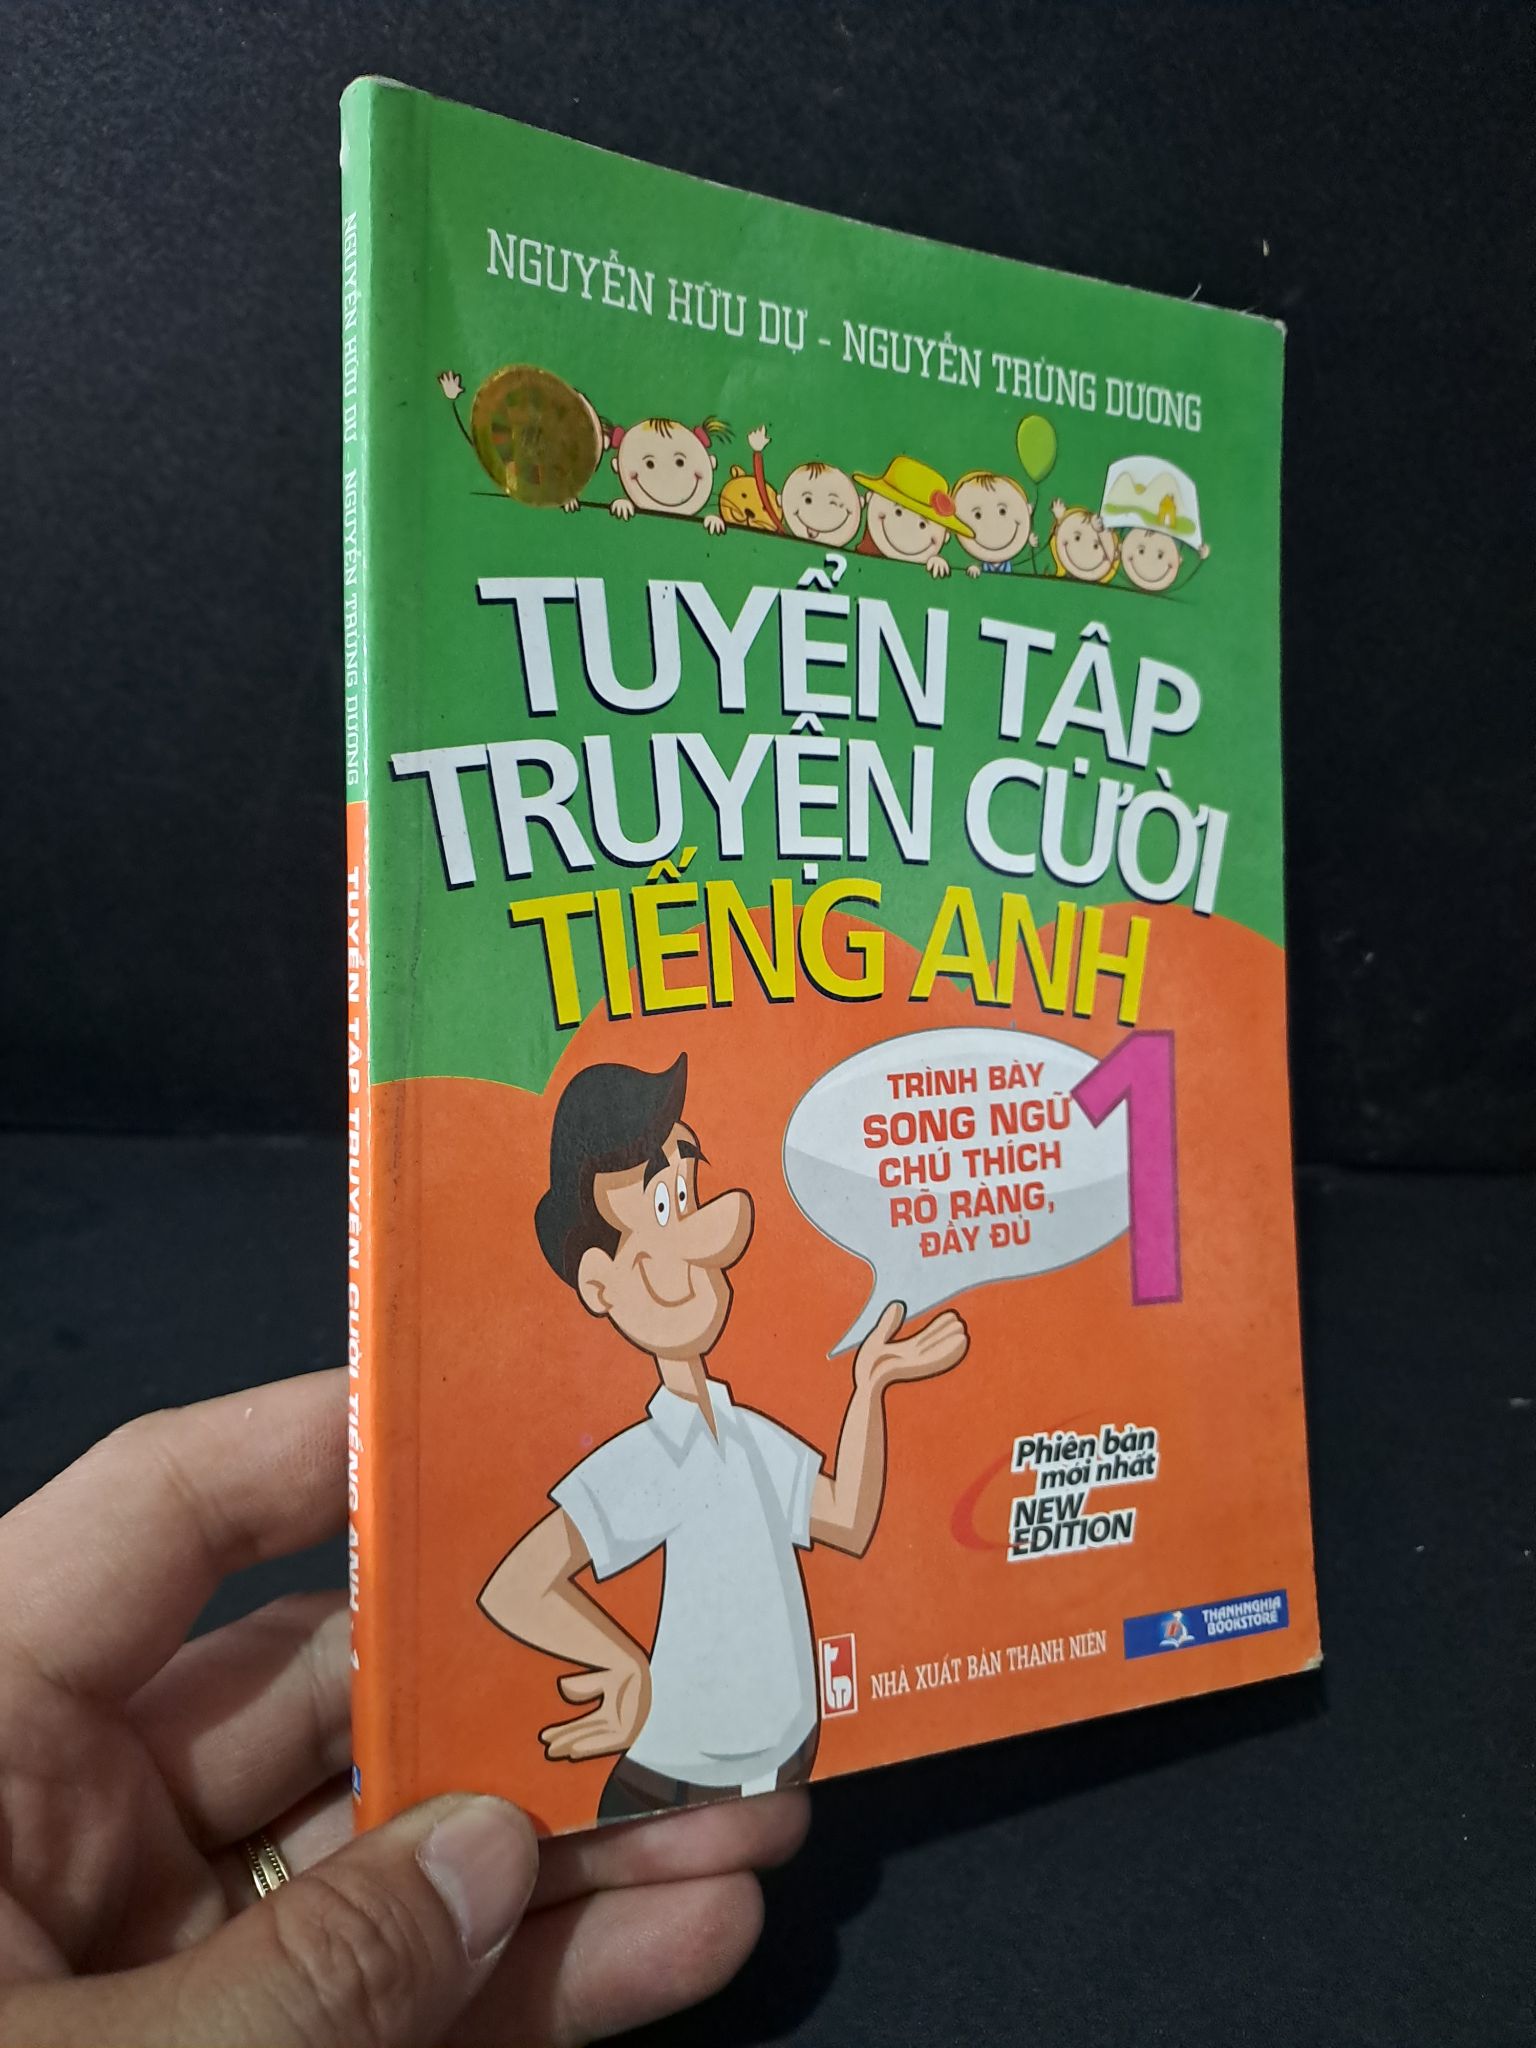 NGUYỄN HỮU DỰ - NGUYỄN TRÙNG DƯƠNG
TUYỂN TẬP
TRUYỆN CƯỜI
TIẾNG ANH
1
TRÌNH BÀY
SONG NGỮ
CHÚ THÍCH
RÕ RÀNG,
ĐẦY ĐỦ
Phiên bản
mới nhất
NEW
EDITION
NHÀ XUẤT BẢN THANH NIÊN
THANHNGHIA
BOOKSTORE
NGUYỄN HỮU DỰ - NGUYỄN TRÙNG DƯƠNG
TUYỂN TẬP TRUYỆN CƯỜI TIẾNG ANH - 1